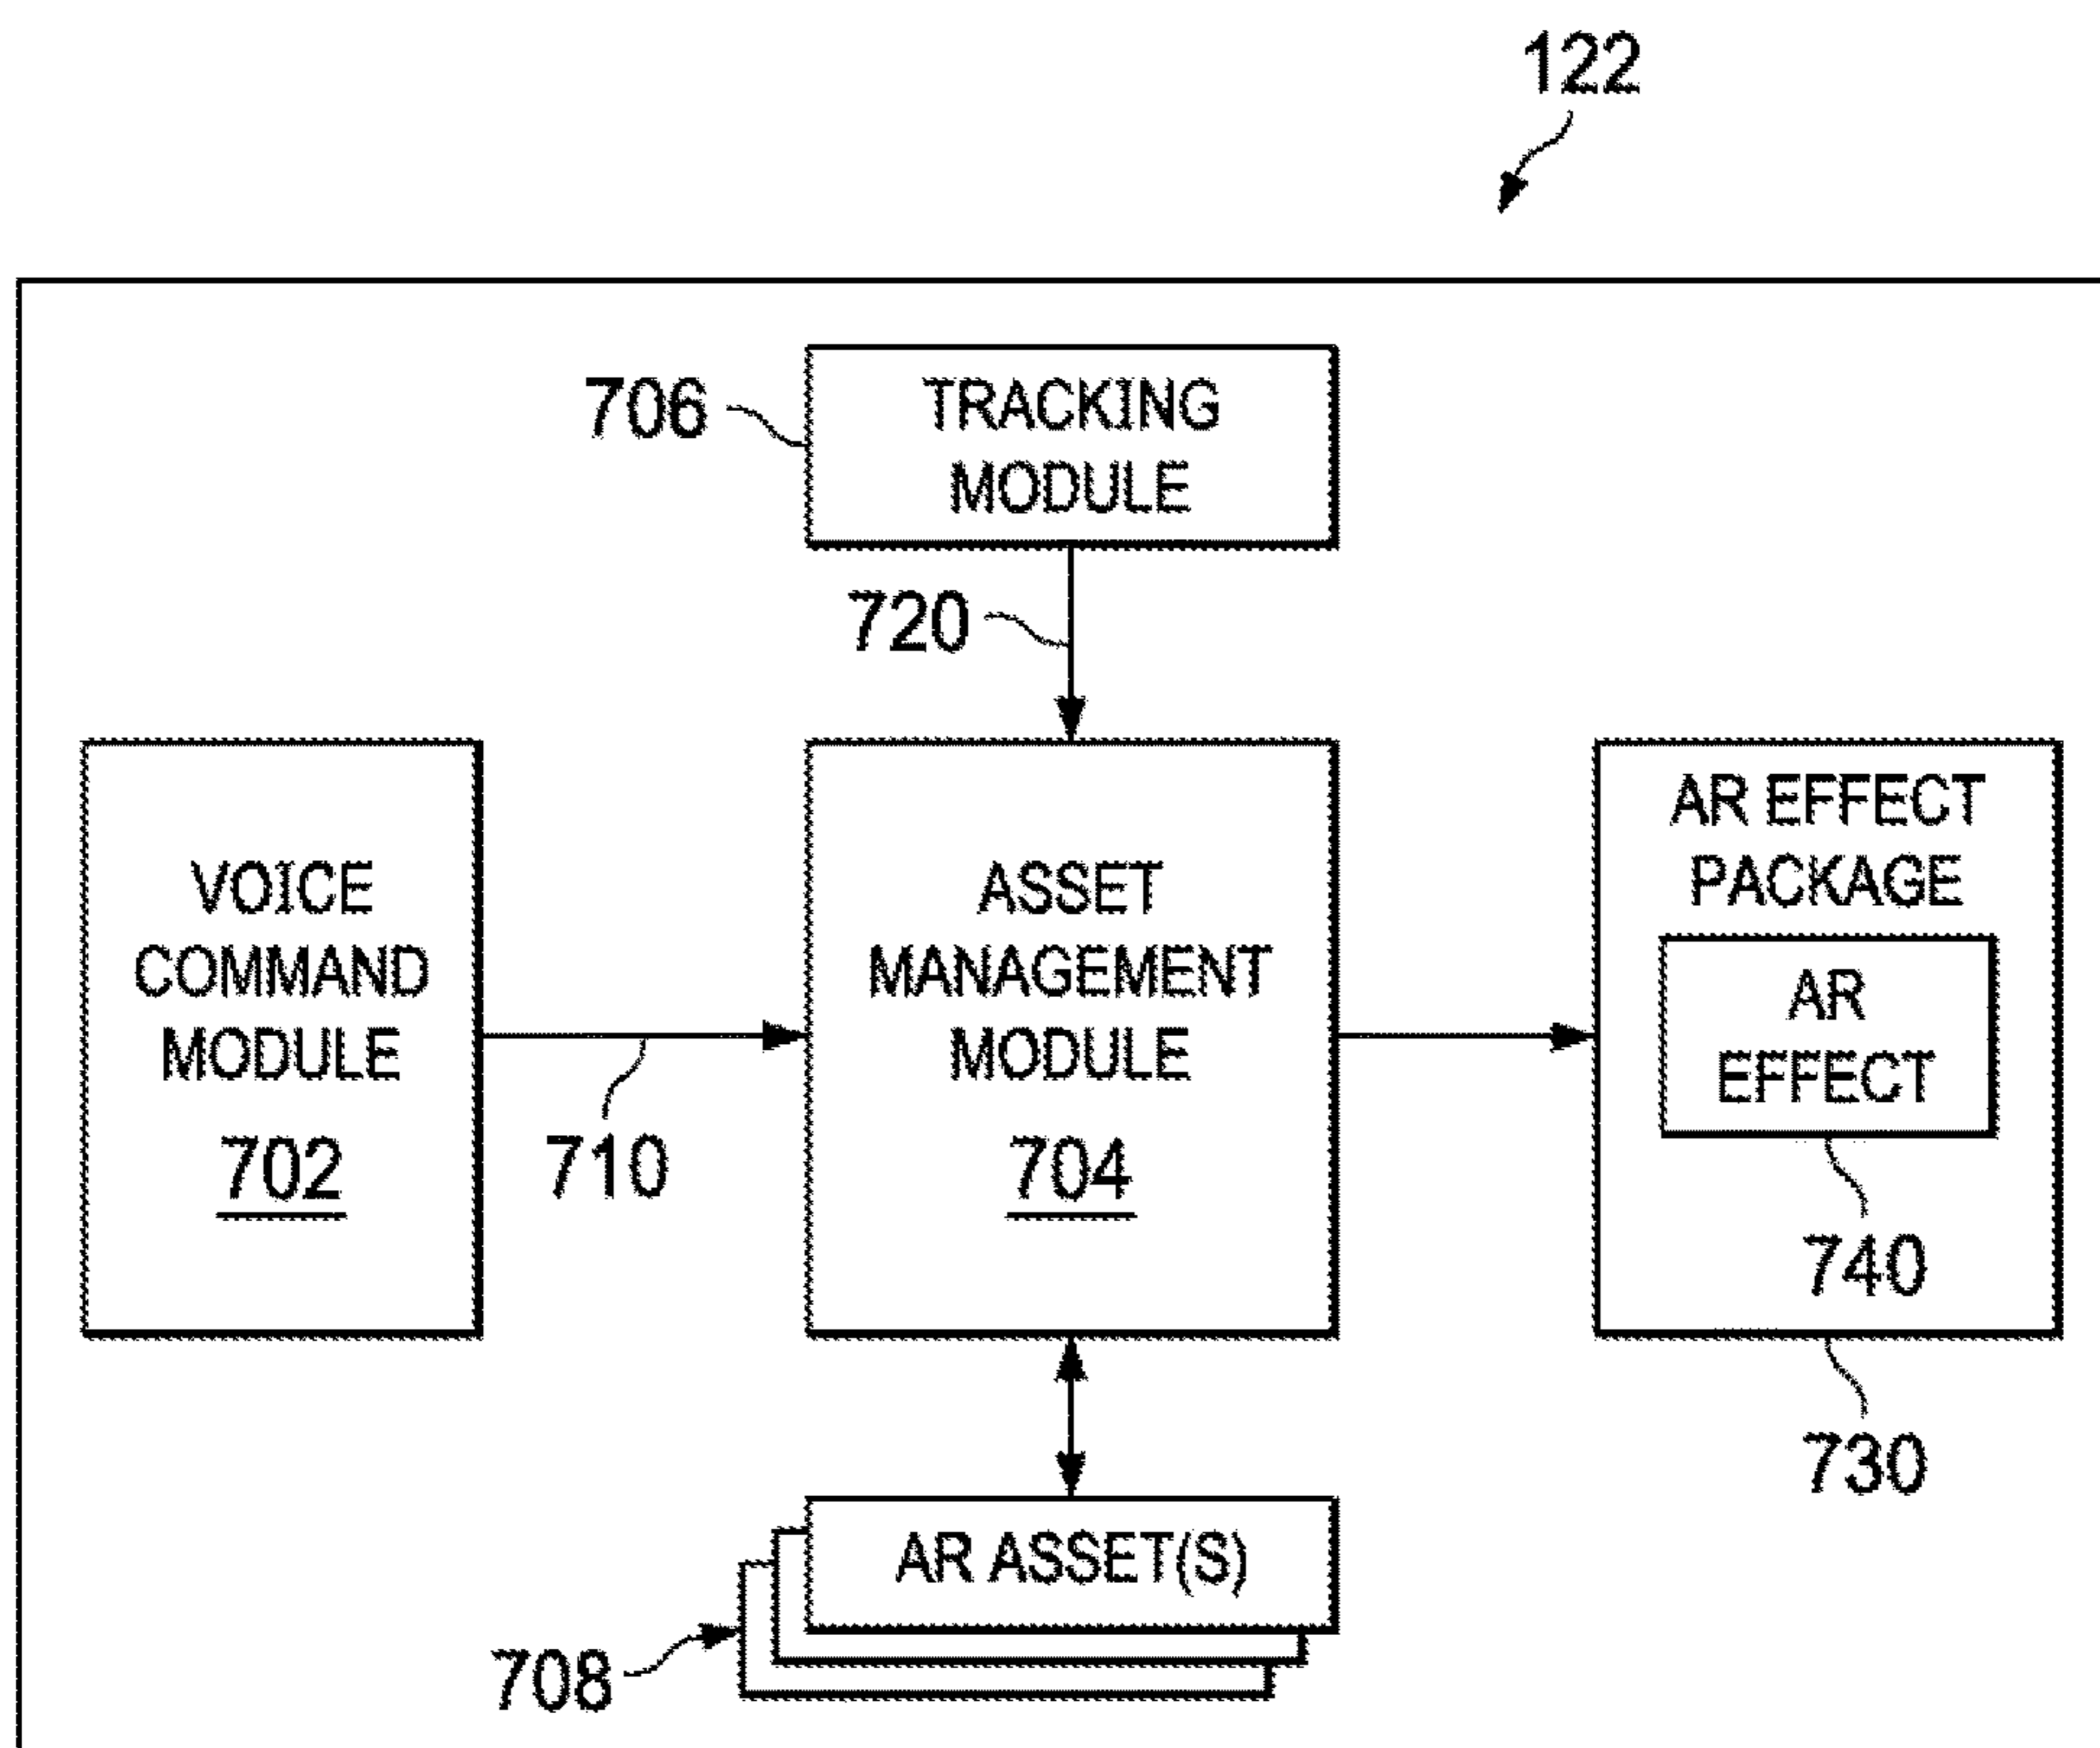 122
706
TRACKING
MODULE
720
VOICE
COMMAND
MODULE
702
710
ASSET
MANAGEMENT
MODULE
704
AR EFFECT
PACKAGE
AR
EFFECT
740
730
AR ASSET(S)
708